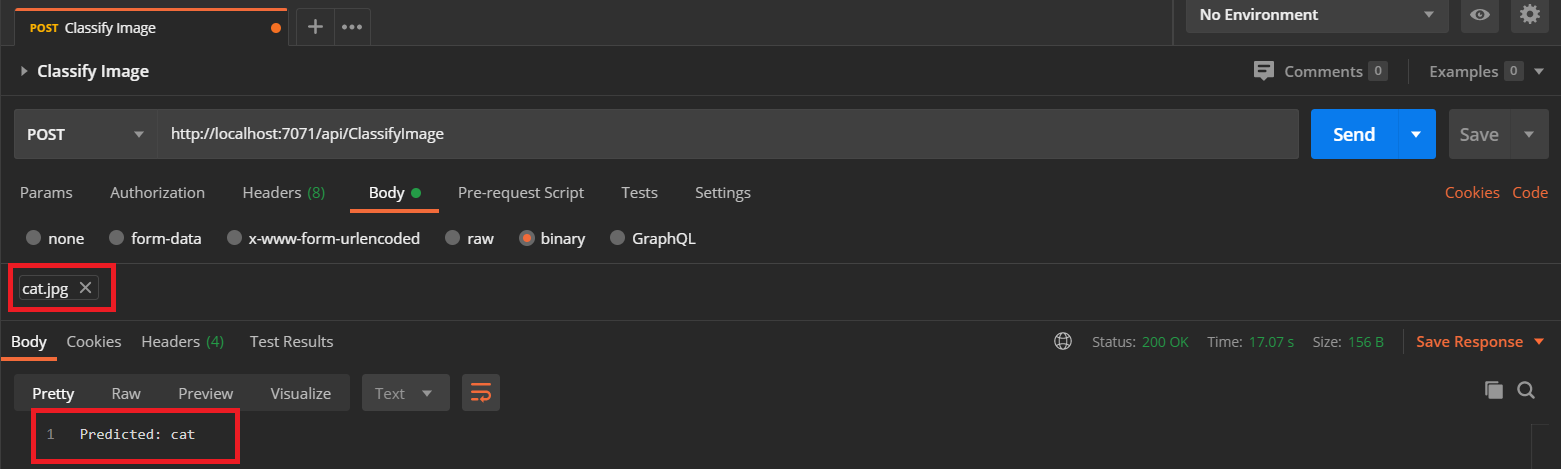 POST Classify Image
No Environment
Classify Image
Comments 0 Examples 0
POST http://localhost:7071/api/ClassifyImage Send Save
Params Authorization Headers (8) Body Pre-request Script Tests Settings Cookies Code
none form-data x-www-form-urlencoded raw binary GraphQL
cat.jpg
Body Cookies Headers (4) Test Results Status: 200 OK Time: 17.07 s Size: 156 B Save Response
Pretty Raw Preview Visualize Text
1 Predicted: cat